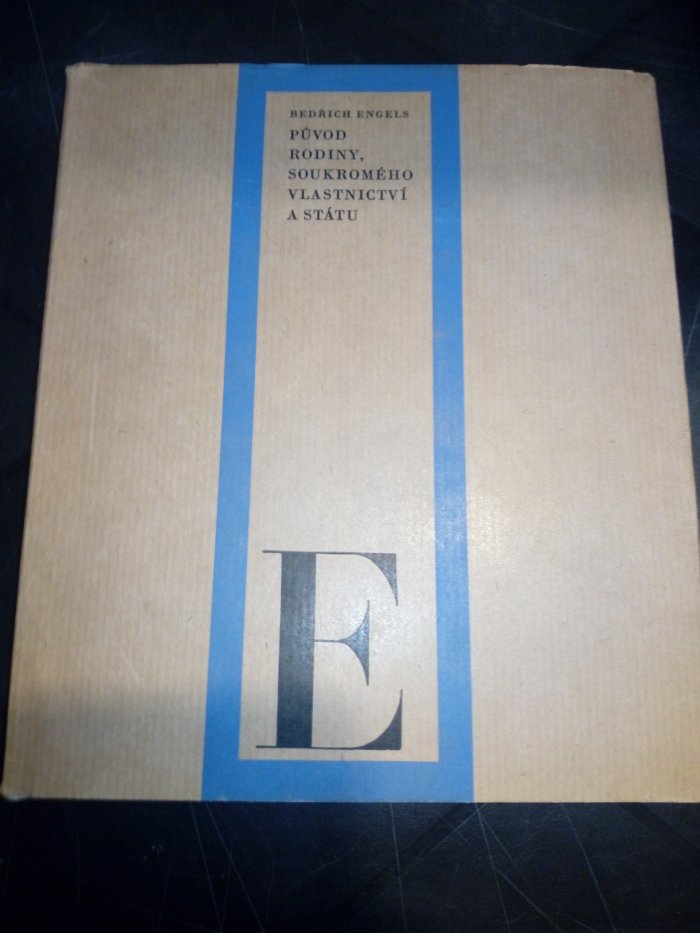 BEDŘICH ENGELS
PŮVOD
RODINY,
SOUKROMÉHO
VLASTNICTVÍ
A STÁTU
E